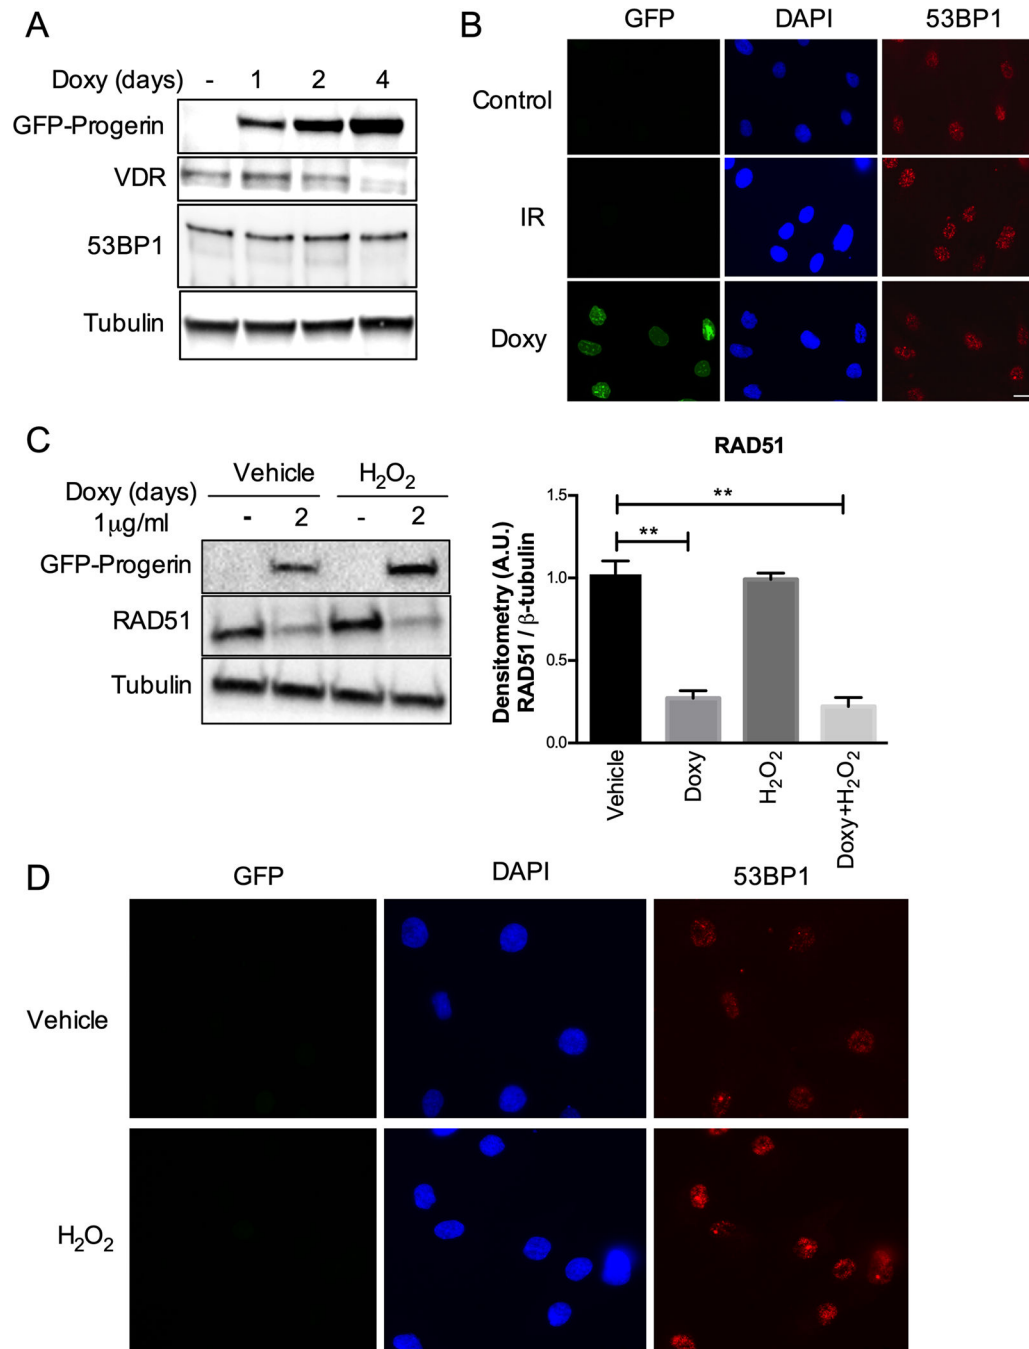 A
Doxy (days) - 1 2 4
GFP-Progerin
VDR
53BP1
Tubulin
B
GFP DAPI 53BP1
Control
IR
Doxy
C
Vehicle H₂O₂
Doxy (days)
1μg/ml - 2 - 2
GFP-Progerin
RAD51
Tubulin
RAD51
**
**
Densitometry (A.U.)
RAD51 / β-tubulin
1.5
1.0
0.5
0.0
Vehicle
Doxy
H₂O₂
Doxy+H₂O₂
D
GFP DAPI 53BP1
Vehicle
H₂O₂